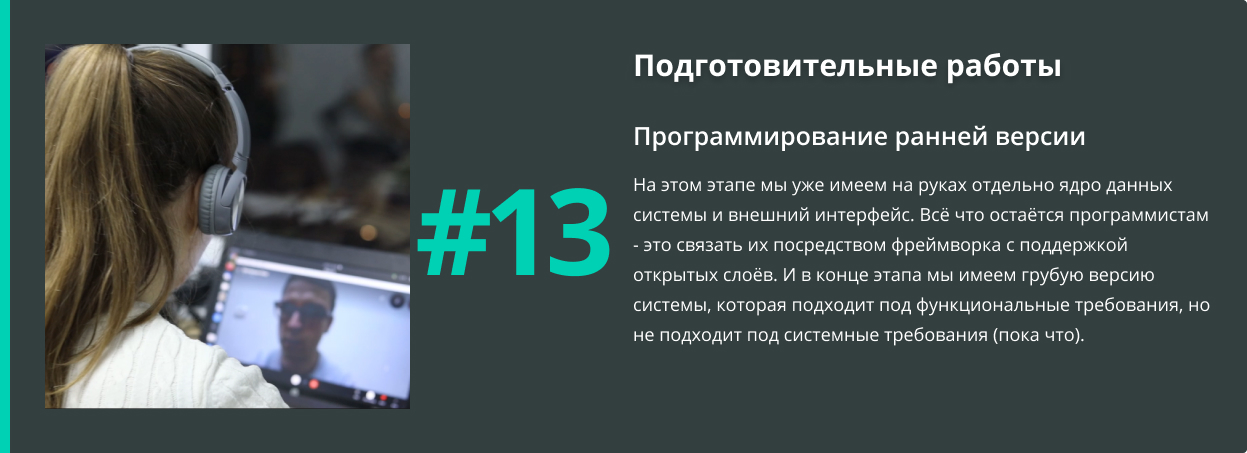 #13
Подготовительные работы
Программирование ранней версии
На этом этапе мы уже имеем на руках отдельно ядро данных
системы и внешний интерфейс. Всё что остаётся программистам
- это связать их посредством фреймворка с поддержкой
открытых слоёв. И в конце этапа мы имеем грубую версию
системы, которая подходит под функциональные требования, но
не подходит под системные требования (пока что).